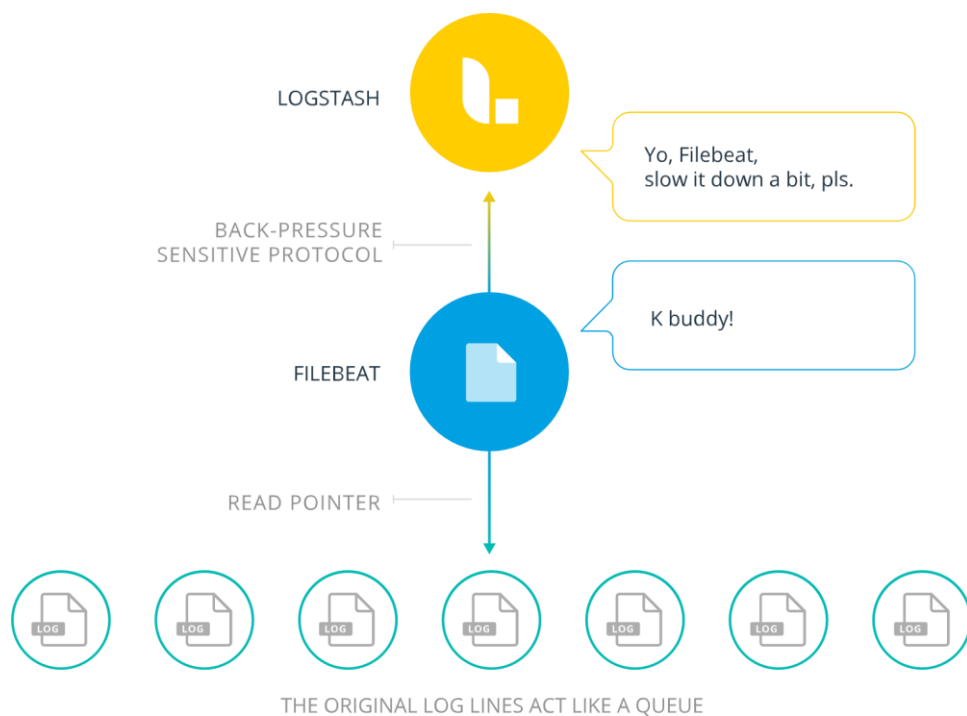 LOGSTASH
Yo, Filebeat,
slow it down a bit, pls.
BACK-PRESSURE
SENSITIVE PROTOCOL
K buddy!
FILEBEAT
READ POINTER
LOG
LOG
LOG
LOG
LOG
LOG
LOG
THE ORIGINAL LOG LINES ACT LIKE A QUEUE